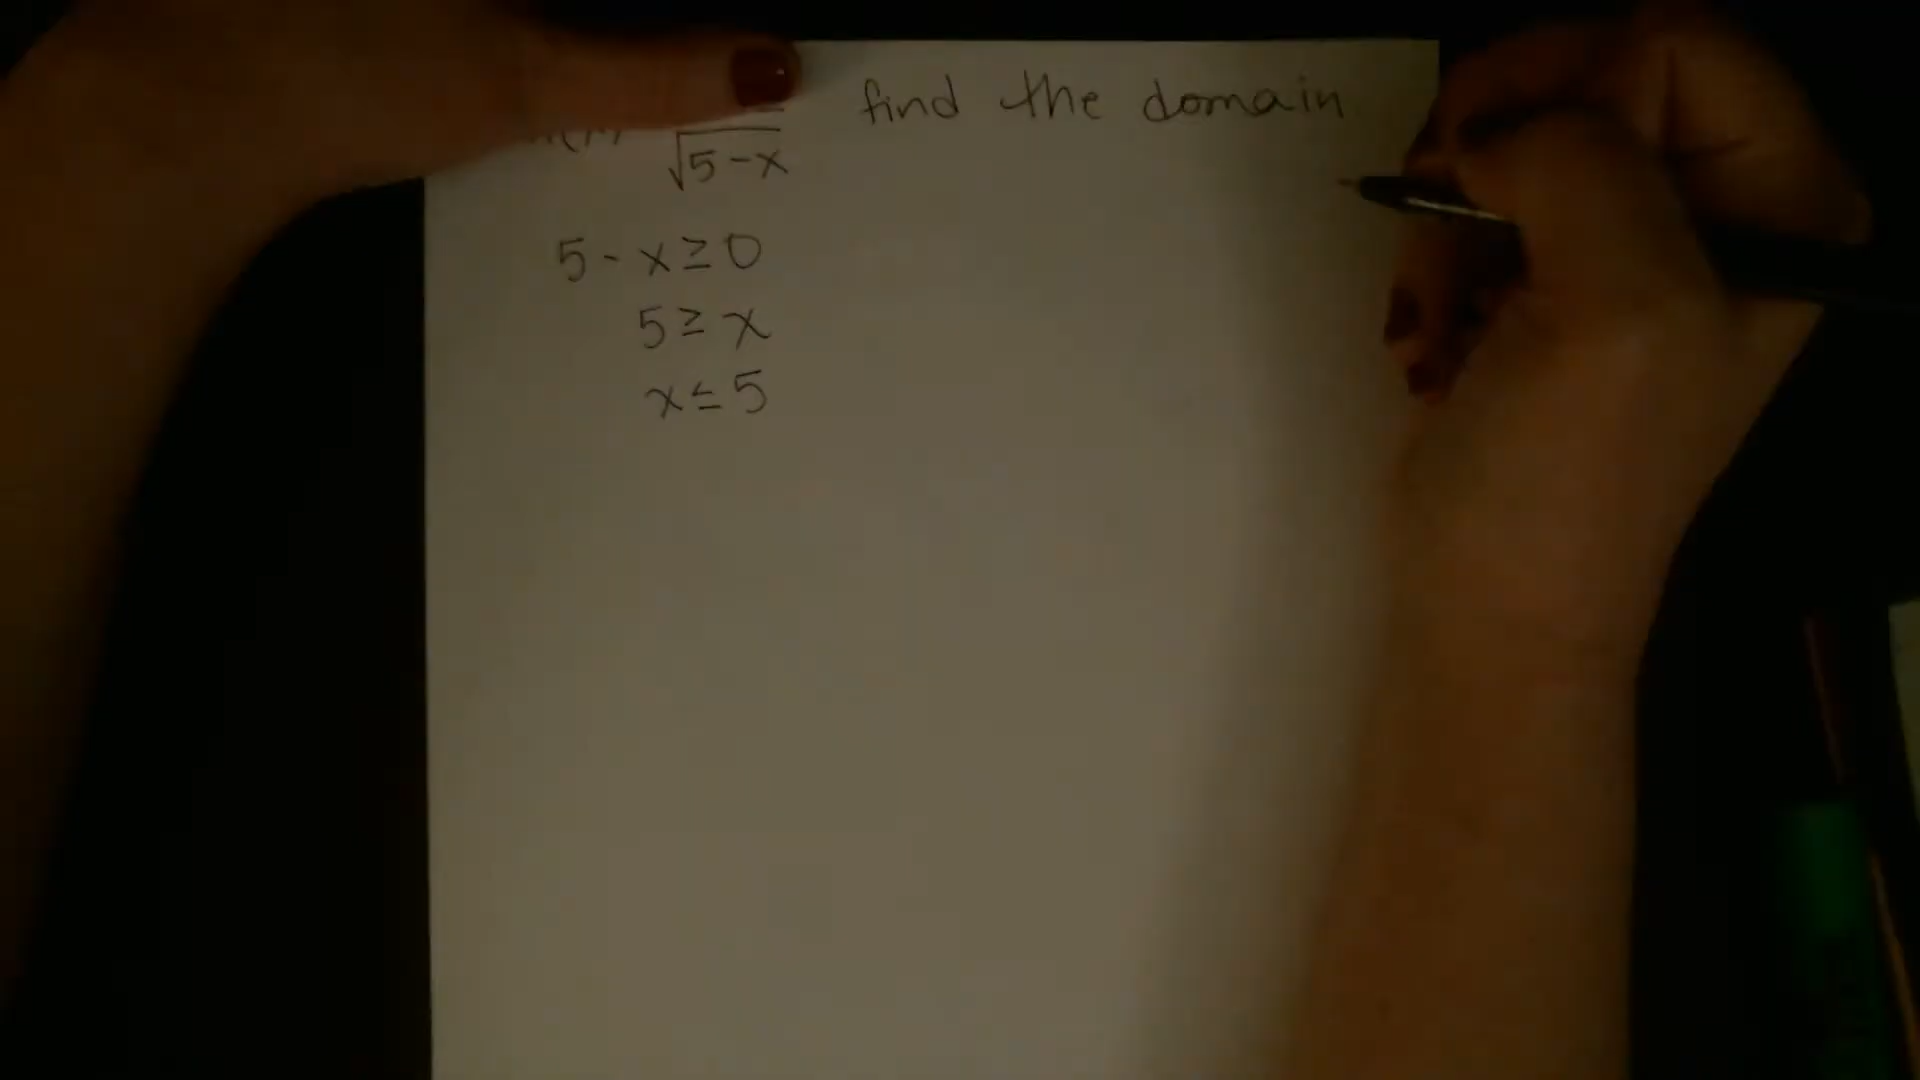 find the domain
√5-x
5-x≥0
5≥x
x≤5